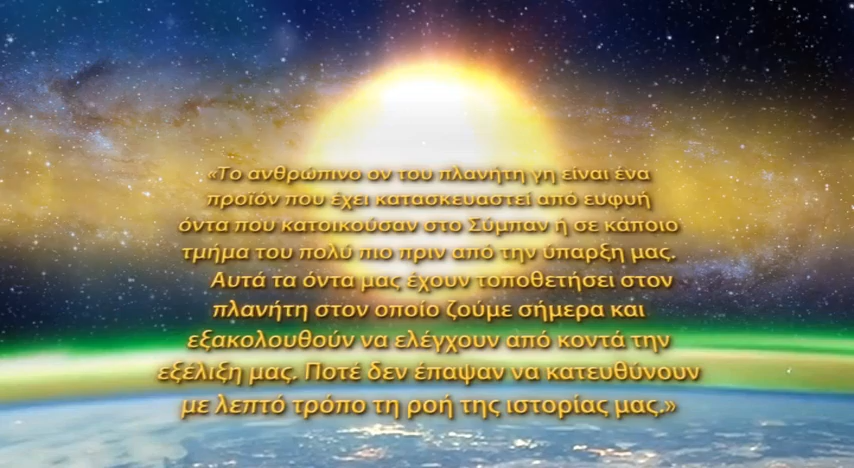 «Το ανθρώπινο ον του πλανήτη γη είναι ένα
προϊόν που έχει κατασκευαστεί από ευφυή
όντα που κατοικούσαν στο Σύμπαν ή σε κάποιο
τμήμα του πολύ πιο πριν από την ύπαρξη μας.
Αυτά τα όντα μας έχουν τοποθετήσει στον
πλανήτη στον οποίο ζούμε σήμερα και
εξακολουθούν να ελέγχουν από κοντά την
εξέλιξη μας. Ποτέ δεν έπαψαν να κατευθύνουν
με λεπτό τρόπο τη ροή της ιστορίας μας.»